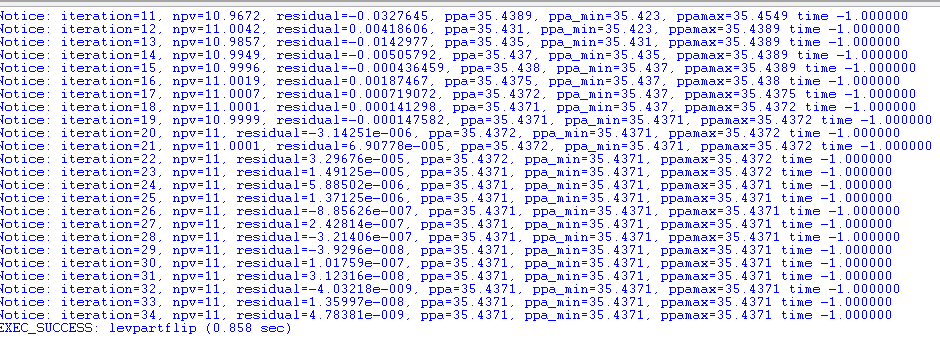 Notice: iteration=11, npv=10.9672, residual=-0.0327645, ppa=35.4389, ppa_min=35.423, ppamax=35.4549 time -1.000000
Notice: iteration=12, npv=11.0042, residual=0.00418606, ppa=35.431, ppa_min=35.423, ppamax=35.4389 time -1.000000
Notice: iteration=13, npv=10.9857, residual=-0.0142977, ppa=35.435, ppa_min=35.431, ppamax=35.4389 time -1.000000
Notice: iteration=14, npv=10.9949, residual=-0.00505792, ppa=35.437, ppa_min=35.435, ppamax=35.4389 time -1.000000
Notice: iteration=15, npv=10.9996, residual=-0.000436459, ppa=35.438, ppa_min=35.437, ppamax=35.4389 time -1.000000
Notice: iteration=16, npv=11.0019, residual=0.00187467, ppa=35.4375, ppa_min=35.437, ppamax=35.438 time -1.000000
Notice: iteration=17, npv=11.0007, residual=0.000719072, ppa=35.4372, ppa_min=35.437, ppamax=35.4375 time -1.000000
Notice: iteration=18, npv=11.0001, residual=0.000141298, ppa=35.4371, ppa_min=35.437, ppamax=35.4372 time -1.000000
Notice: iteration=19, npv=10.9999, residual=-0.000147582, ppa=35.4371, ppa_min=35.4371, ppamax=35.4372 time -1.000000
Notice: iteration=20, npv=11, residual=-3.14251e-006, ppa=35.4372, ppa_min=35.4371, ppamax=35.4372 time -1.000000
Notice: iteration=21, npv=11.0001, residual=6.90778e-005, ppa=35.4372, ppa_min=35.4371, ppamax=35.4372 time -1.000000
Notice: iteration=22, npv=11, residual=3.29676e-005, ppa=35.4372, ppa_min=35.4371, ppamax=35.4372 time -1.000000
Notice: iteration=23, npv=11, residual=1.49125e-005, ppa=35.4371, ppa_min=35.4371, ppamax=35.4372 time -1.000000
Notice: iteration=24, npv=11, residual=5.88502e-006, ppa=35.4371, ppa_min=35.4371, ppamax=35.4371 time -1.000000
Notice: iteration=25, npv=11, residual=1.37125e-006, ppa=35.4371, ppa_min=35.4371, ppamax=35.4371 time -1.000000
Notice: iteration=26, npv=11, residual=-8.85626e-007, ppa=35.4371, ppa_min=35.4371, ppamax=35.4371 time -1.000000
Notice: iteration=27, npv=11, residual=2.42814e-007, ppa=35.4371, ppa_min=35.4371, ppamax=35.4371 time -1.000000
Notice: iteration=28, npv=11, residual=-3.21406e-007, ppa=35.4371, ppa_min=35.4371, ppamax=35.4371 time -1.000000
Notice: iteration=29, npv=11, residual=-3.9296e-008, ppa=35.4371, ppa_min=35.4371, ppamax=35.4371 time -1.000000
Notice: iteration=30, npv=11, residual=1.01759e-007, ppa=35.4371, ppa_min=35.4371, ppamax=35.4371 time -1.000000
Notice: iteration=31, npv=11, residual=3.12316e-008, ppa=35.4371, ppa_min=35.4371, ppamax=35.4371 time -1.000000
Notice: iteration=32, npv=11, residual=-4.03218e-009, ppa=35.4371, ppa_min=35.4371, ppamax=35.4371 time -1.000000
Notice: iteration=33, npv=11, residual=1.35997e-008, ppa=35.4371, ppa_min=35.4371, ppamax=35.4371 time -1.000000
Notice: iteration=34, npv=11, residual=4.78381e-009, ppa=35.4371, ppa_min=35.4371, ppamax=35.4371 time -1.000000
EXEC_SUCCESS: levpartflip (0.858 sec)